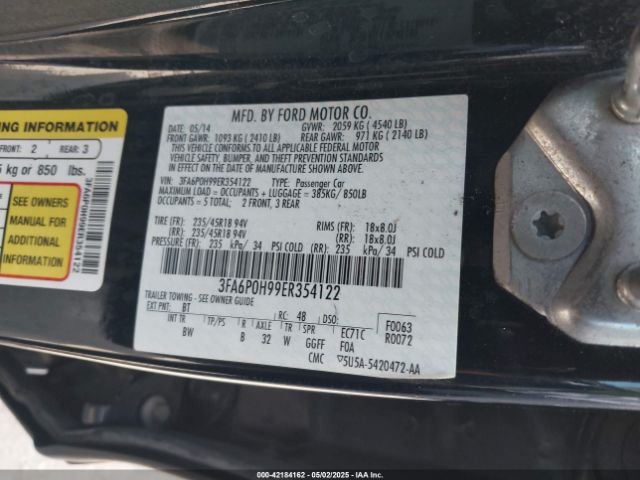 MFD. BY FORD MOTOR CO.
DATE: 05/14 GVWR: 2059 KG ( 4540 LB)
FRONT GAWR: 1093 KG ( 2410 LB) REAR GAWR: 971 KG ( 2140 LB)
THIS VEHICLE CONFORMS TO ALL APPLICABLE FEDERAL MOTOR
VEHICLE SAFETY, BUMPER, AND THEFT PREVENTION STANDARDS
IN EFFECT ON THE DATE OF MANUFACTURE SHOWN ABOVE.
VIN: 3FA6P0H99ER354122 TYPE: Passenger Car
MAXIMUM LOAD = OCCUPANTS + LUGGAGE = 385KG/ 850LB
OCCUPANTS = 5 TOTAL; 2 FRONT, 3 REAR
TIRE (FR): 235/45R18 94V RIMS (FR): 18x8.0J
(RR): 235/45R18 94V (RR): 18x8.0J
PRESSURE (FR): 235 kPa/ 34 PSI COLD (RR): 235 kPa/ 34 PSI COLD
3FA6P0H99ER354122
TRAILER TOWING - SEE OWNER GUIDE
EXT PNT: BT RC: 48 DSO: F0063
INT TR TP/PS R AXLE TR SPR EC71C R0072
BW B 32 W GGFF F0A
CMC ▽5U5A-5420472-AA
ING INFORMATION
FRONT: 2 REAR: 3
kg or 850 lbs.
SEE OWNERS
MANUAL FOR
ADDITIONAL
INFORMATION
3FA6P0H99ER354122
000-42184162 - 05/02/2025 - IAAI.COM